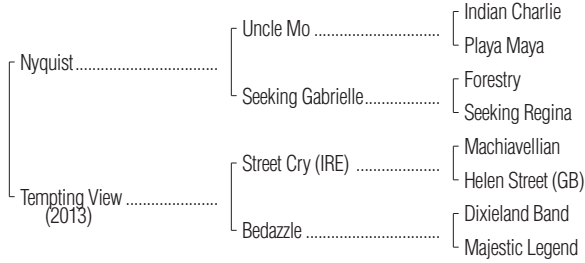 Indian Charlie
Uncle Mo ..................................
Playa Maya
Nyquist.....................................
Forestry
Seeking Gabrielle....................
Seeking Regina
Machiavellian
Street Cry (IRE) ......................
Helen Street (GB)
Tempting View ........................
(2013)
Dixieland Band
Bedazzle ...................................
Majestic Legend